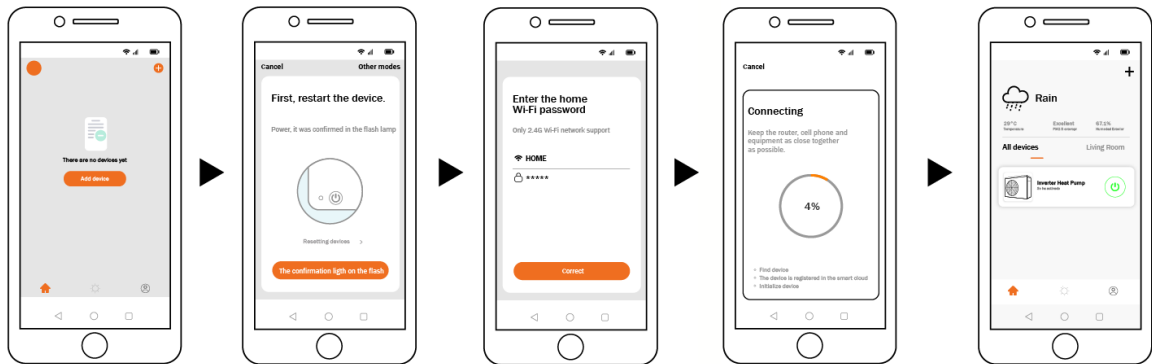 There are no devices yet
Add device
Cancel
Other modes
First, restart the device.
Power, it was confirmed in the flash lamp
Resetting devices >
The confirmation ligth on the flash
Enter the home
Wi-Fi password
Only 2.4G Wi-Fi network support
HOME
*****
Correct
Cancel
Connecting
Keep the router, cell phone and
equipment as close together
as possible.
4%
Find device
The device is registered in the smart cloud
Initialize device
Rain
Excellent
67.1%
All devices
Living Room
Inverter Heat Pump